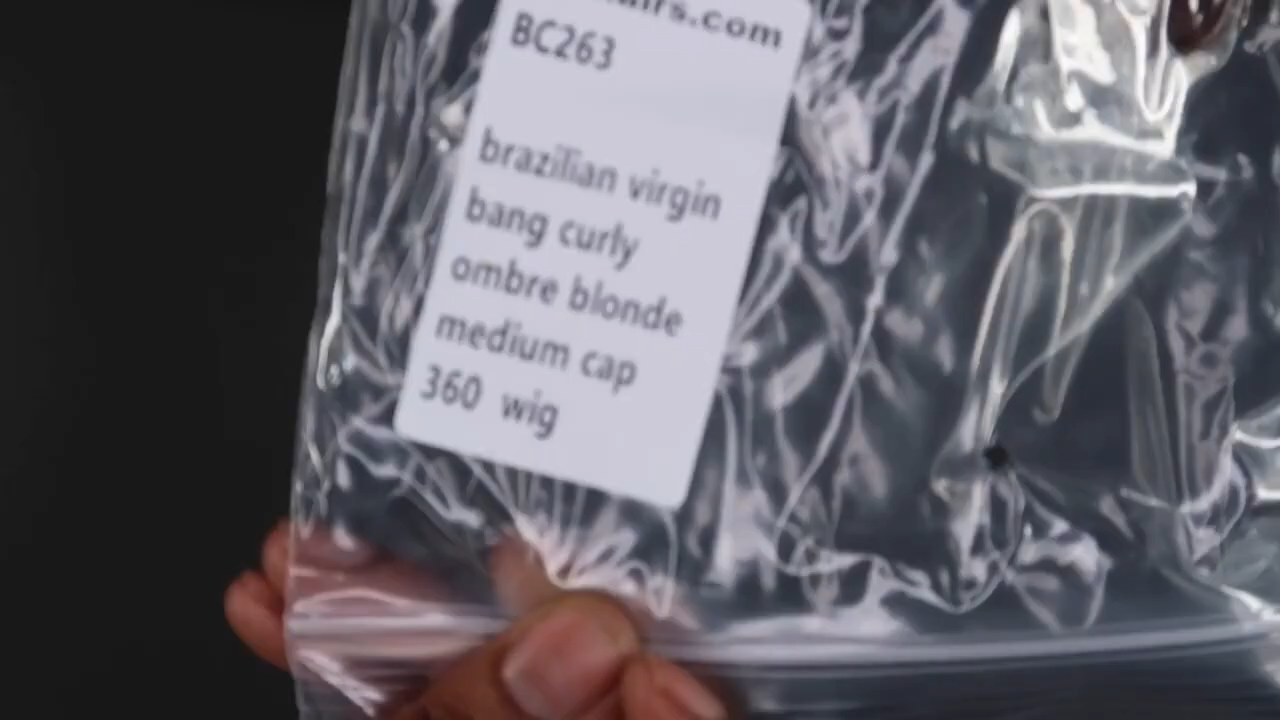 BC263
brazilian virgin
bang curly
ombre blonde
medium cap
360 wig